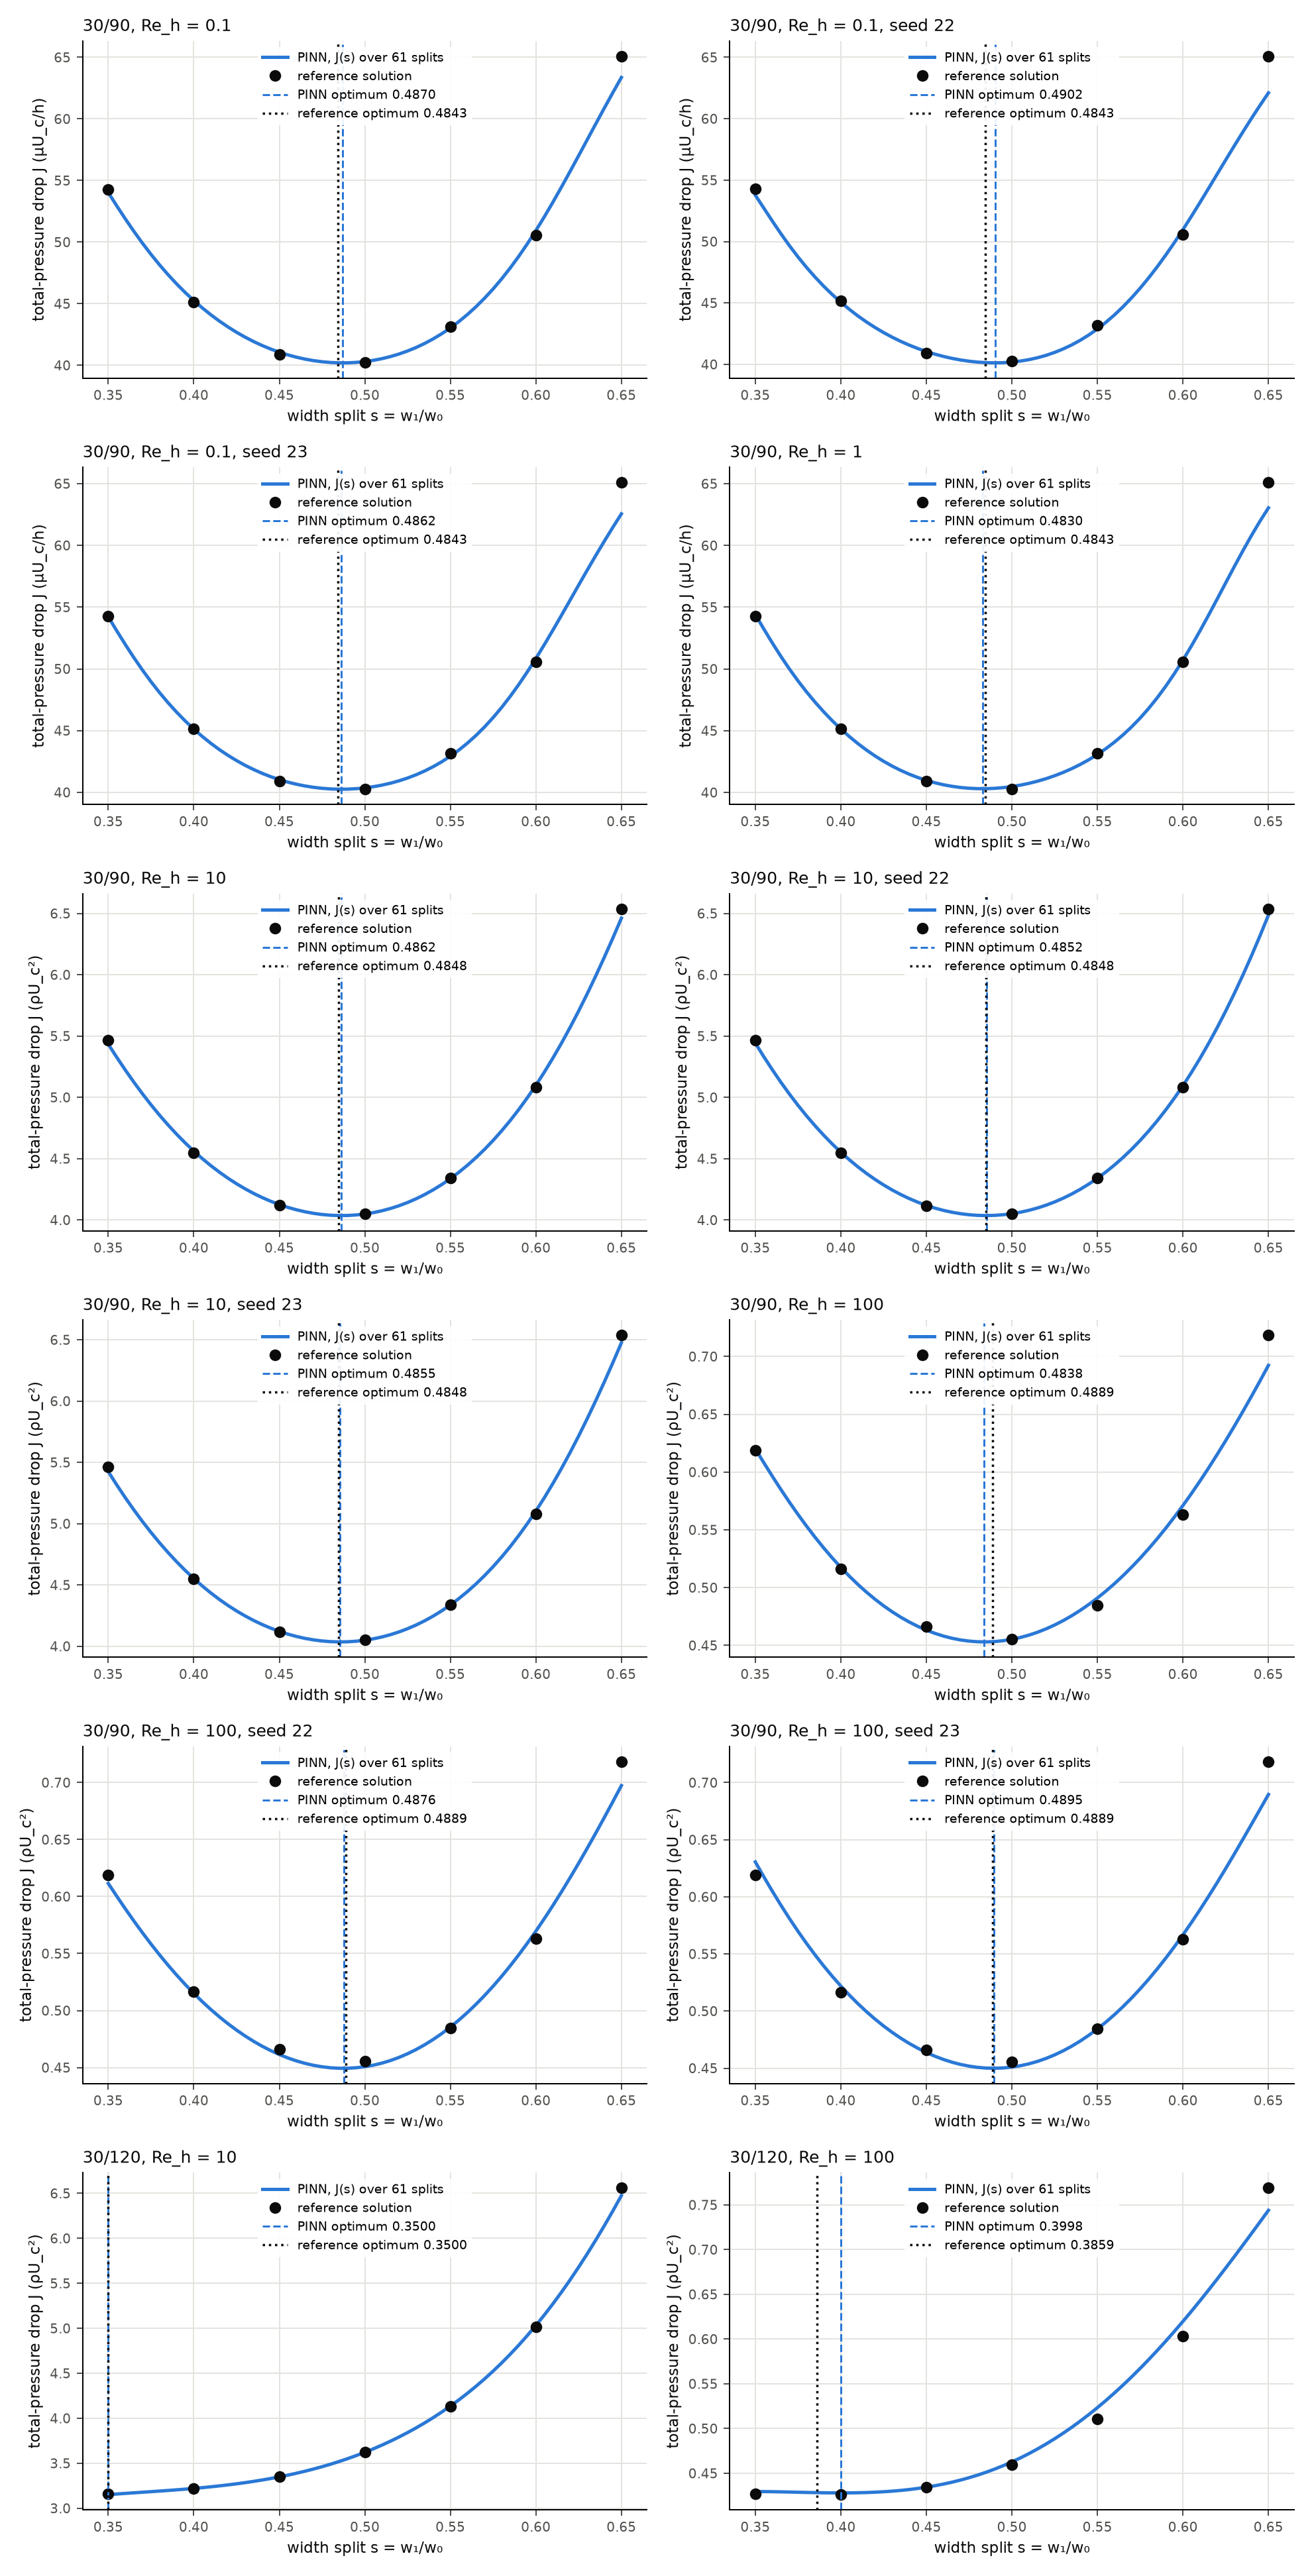 30/90, Re_h = 0.1
PINN, J(s) over 61 splits
reference solution
PINN optimum 0.4870
reference optimum 0.4843
total-pressure drop J (μU_c/h)
65
60
55
50
45
40
0.35 0.40 0.45 0.50 0.55 0.60 0.65
width split s = w₁/w₀
30/90, Re_h = 0.1, seed 22
PINN, J(s) over 61 splits
reference solution
PINN optimum 0.4902
reference optimum 0.4843
total-pressure drop J (μU_c/h)
65
60
55
50
45
40
0.35 0.40 0.45 0.50 0.55 0.60 0.65
width split s = w₁/w₀
30/90, Re_h = 0.1, seed 23
PINN, J(s) over 61 splits
reference solution
PINN optimum 0.4862
reference optimum 0.4843
total-pressure drop J (μU_c/h)
65
60
55
50
45
40
0.35 0.40 0.45 0.50 0.55 0.60 0.65
width split s = w₁/w₀
30/90, Re_h = 1
PINN, J(s) over 61 splits
reference solution
PINN optimum 0.4830
reference optimum 0.4843
total-pressure drop J (μU_c/h)
65
60
55
50
45
40
0.35 0.40 0.45 0.50 0.55 0.60 0.65
width split s = w₁/w₀
30/90, Re_h = 10
PINN, J(s) over 61 splits
reference solution
PINN optimum 0.4862
reference optimum 0.4848
total-pressure drop J (ρU_c²)
6.5
6.0
5.5
5.0
4.5
4.0
0.35 0.40 0.45 0.50 0.55 0.60 0.65
width split s = w₁/w₀
30/90, Re_h = 10, seed 22
PINN, J(s) over 61 splits
reference solution
PINN optimum 0.4852
reference optimum 0.4848
total-pressure drop J (ρU_c²)
6.5
6.0
5.5
5.0
4.5
4.0
0.35 0.40 0.45 0.50 0.55 0.60 0.65
width split s = w₁/w₀
30/90, Re_h = 10, seed 23
PINN, J(s) over 61 splits
reference solution
PINN optimum 0.4855
reference optimum 0.4848
total-pressure drop J (ρU_c²)
6.5
6.0
5.5
5.0
4.5
4.0
0.35 0.40 0.45 0.50 0.55 0.60 0.65
width split s = w₁/w₀
30/90, Re_h = 100
PINN, J(s) over 61 splits
reference solution
PINN optimum 0.4838
reference optimum 0.4889
total-pressure drop J (ρU_c²)
0.70
0.65
0.60
0.55
0.50
0.45
0.35 0.40 0.45 0.50 0.55 0.60 0.65
width split s = w₁/w₀
30/90, Re_h = 100, seed 22
PINN, J(s) over 61 splits
reference solution
PINN optimum 0.4876
reference optimum 0.4889
total-pressure drop J (ρU_c²)
0.70
0.65
0.60
0.55
0.50
0.45
0.35 0.40 0.45 0.50 0.55 0.60 0.65
width split s = w₁/w₀
30/90, Re_h = 100, seed 23
PINN, J(s) over 61 splits
reference solution
PINN optimum 0.4895
reference optimum 0.4889
total-pressure drop J (ρU_c²)
0.70
0.65
0.60
0.55
0.50
0.45
0.35 0.40 0.45 0.50 0.55 0.60 0.65
width split s = w₁/w₀
30/120, Re_h = 10
PINN, J(s) over 61 splits
reference solution
PINN optimum 0.3500
reference optimum 0.3500
total-pressure drop J (ρU_c²)
6.5
6.0
5.5
5.0
4.5
4.0
3.5
3.0
0.35 0.40 0.45 0.50 0.55 0.60 0.65
width split s = w₁/w₀
30/120, Re_h = 100
PINN, J(s) over 61 splits
reference solution
PINN optimum 0.3998
reference optimum 0.3859
total-pressure drop J (ρU_c²)
0.75
0.70
0.65
0.60
0.55
0.50
0.45
0.35 0.40 0.45 0.50 0.55 0.60 0.65
width split s = w₁/w₀